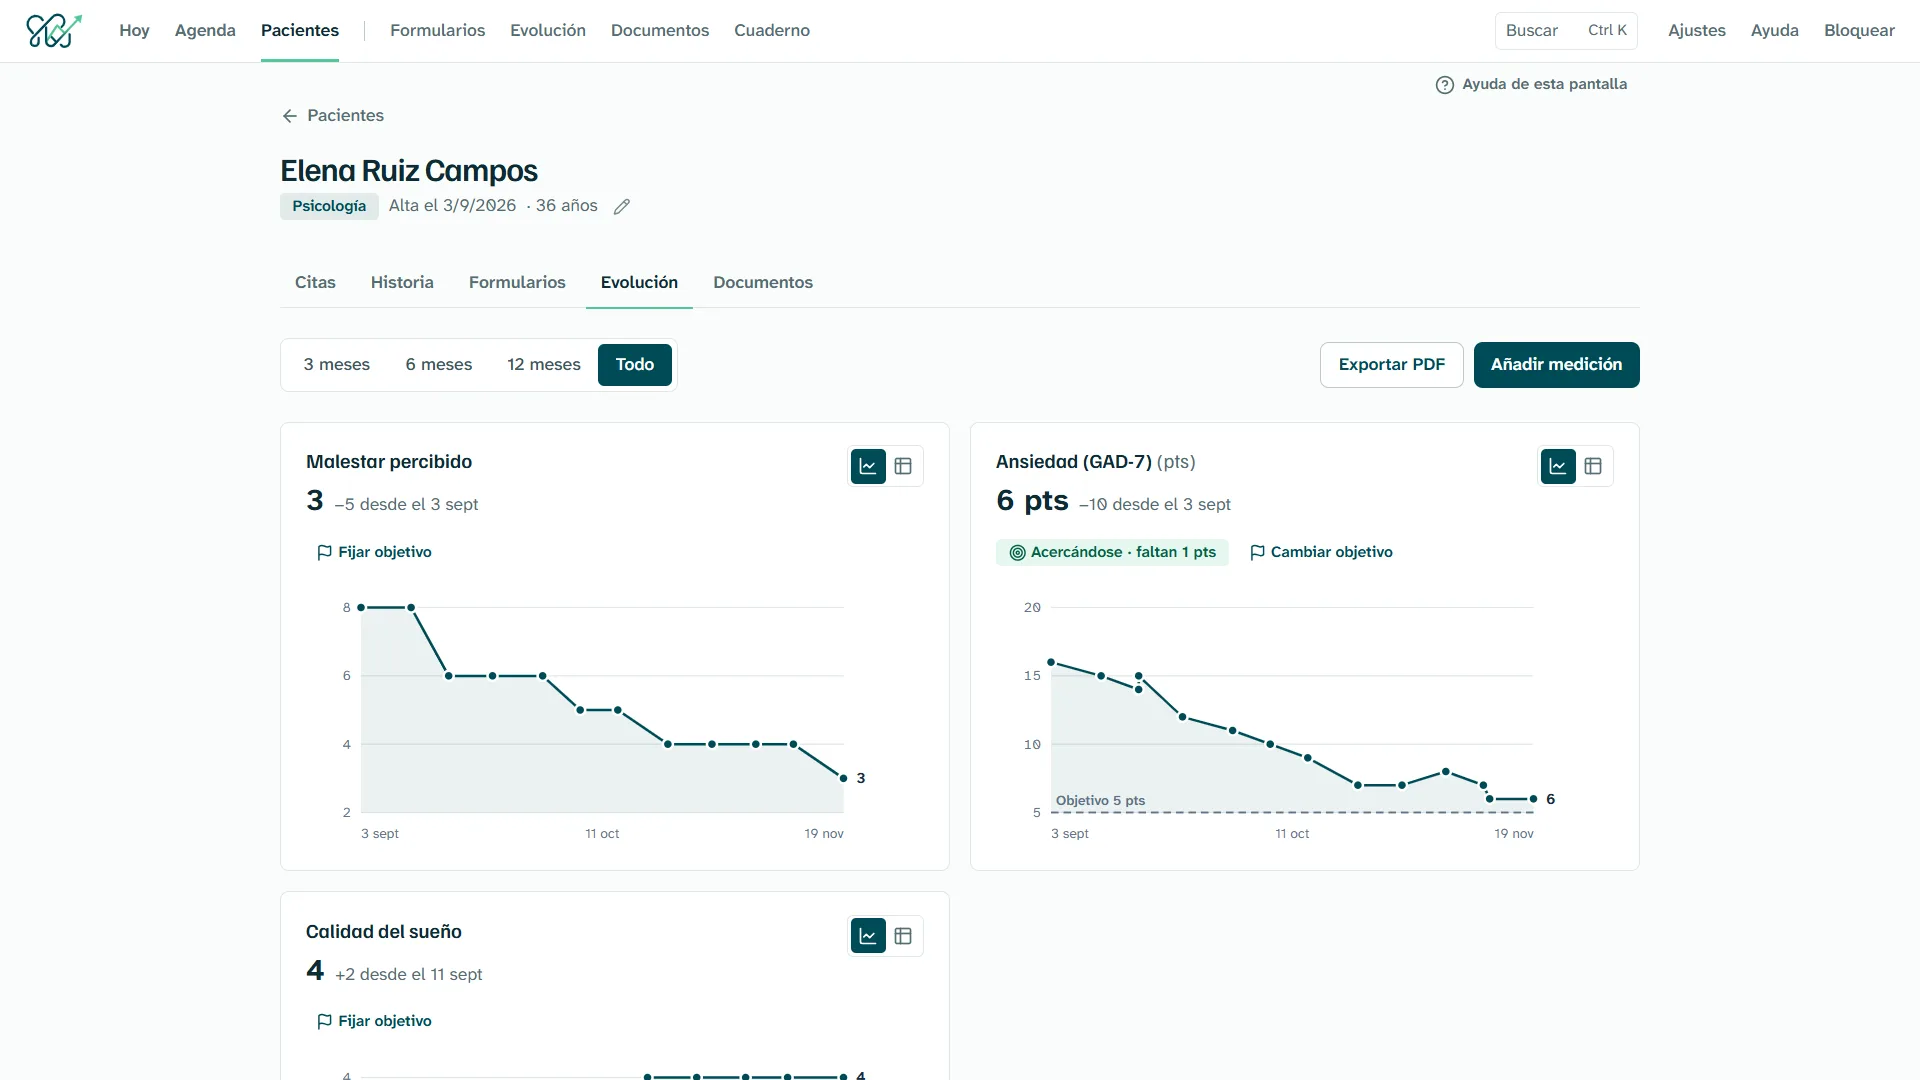 Hoy Agenda Pacientes Formularios Evolución Documentos Cuaderno Buscar Ctrl K Ajustes Ayuda Bloquear
Ayuda de esta pantalla
Pacientes
Elena Ruiz Campos
Psicología Alta el 3/9/2026 · 36 años
Citas Historia Formularios Evolución Documentos
3 meses 6 meses 12 meses Todo Exportar PDF Añadir medición
Malestar percibido
3 −5 desde el 3 sept
Fijar objetivo
8
6
4
2
3
3 sept 11 oct 19 nov
Ansiedad (GAD-7) (pts)
6 pts −10 desde el 3 sept
Acercándose · faltan 1 pts Cambiar objetivo
20
15
10
5
Objetivo 5 pts
6
3 sept 11 oct 19 nov
Calidad del sueño
4 +2 desde el 11 sept
Fijar objetivo
4 4